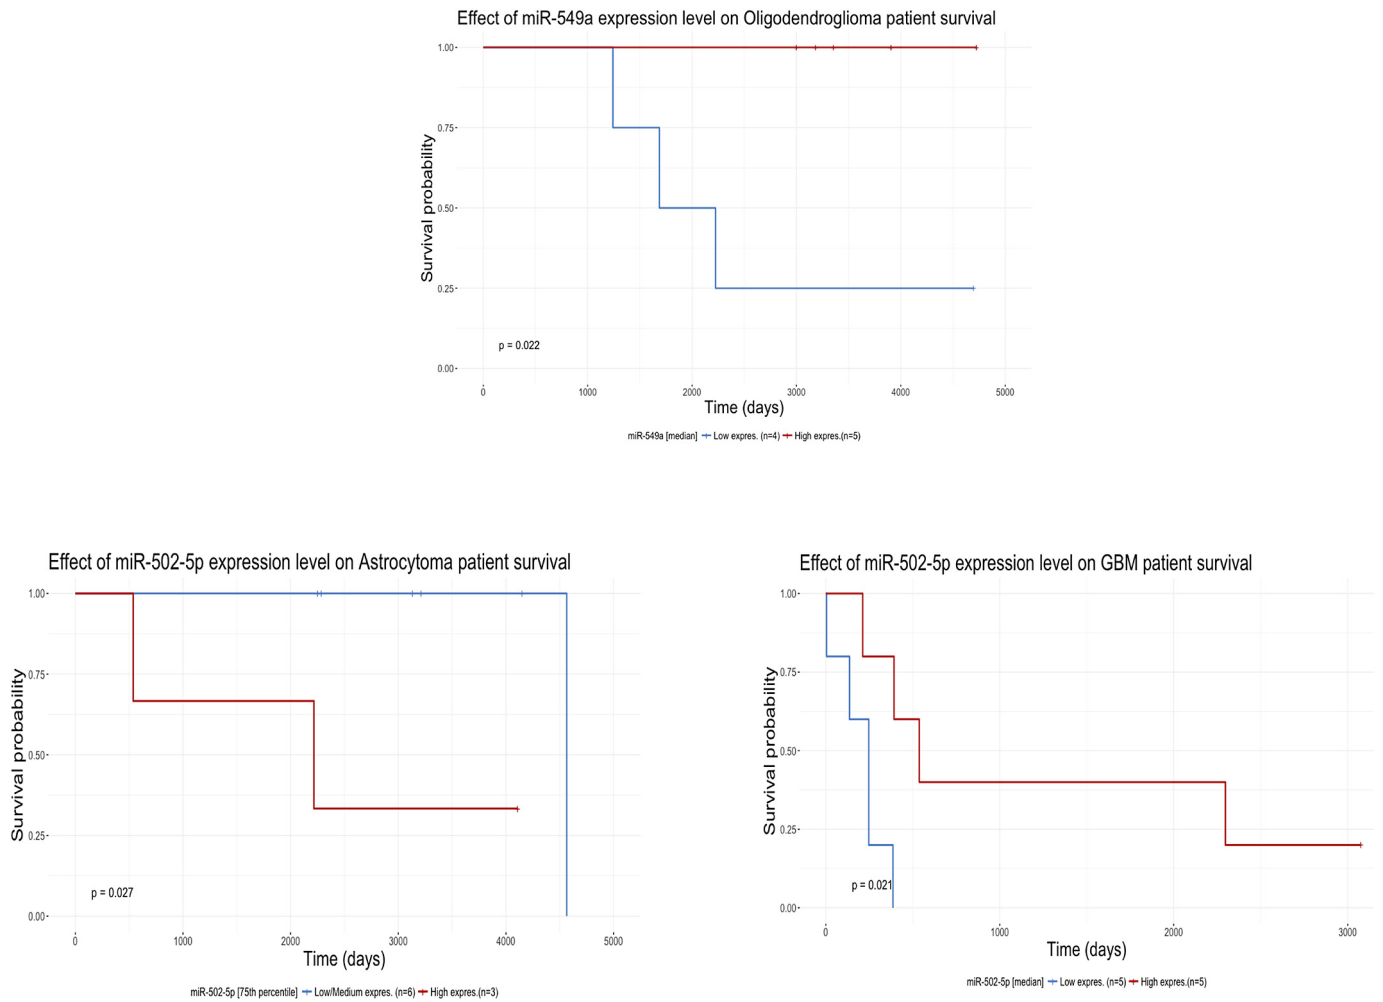 Effect of miR-549a expression level on Oligodendroglioma patient survival
Survival probability
1.00
0.75
0.50
0.25
0.00
p = 0.022
0 1000 2000 3000 4000 5000
Time (days)
miR-549a [median] Low expres. (n=4) High expres.(n=5)
Effect of miR-502-5p expression level on Astrocytoma patient survival
Survival probability
1.00
0.75
0.50
0.25
0.00
p = 0.027
0 1000 2000 3000 4000 5000
Time (days)
miR-502-5p [75th percentile] Low/Medium expres. (n=6) High expres.(n=3)
Effect of miR-502-5p expression level on GBM patient survival
Survival probability
1.00
0.75
0.50
0.25
0.00
p = 0.021
0 1000 2000 3000
Time (days)
miR-502-5p [median] Low expres. (n=5) High expres.(n=5)